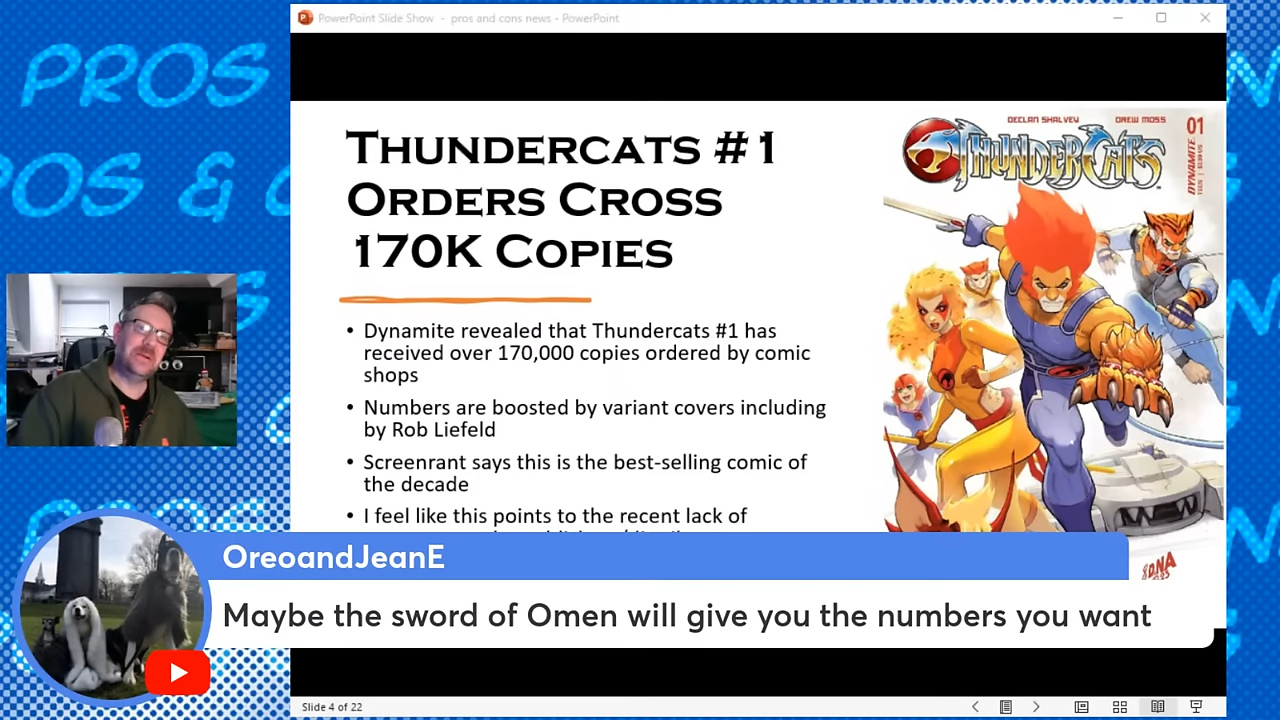 PowerPoint Slide Show - pros and cons news - PowerPoint
PROS
OS & C
THUNDERCATS #1
ORDERS CROSS
170K COPIES
• Dynamite revealed that Thundercats #1 has
received over 170,000 copies ordered by comic
shops
• Numbers are boosted by variant covers including
by Rob Liefeld
• Screenrant says this is the best-selling comic of
the decade
• I feel like this points to the recent lack of
DECLAN SHALVEY DREW MOSS
01
THUNDERCATS
DYNAMITE
DNA
OreoandJeanE
Maybe the sword of Omen will give you the numbers you want
Slide 4 of 22